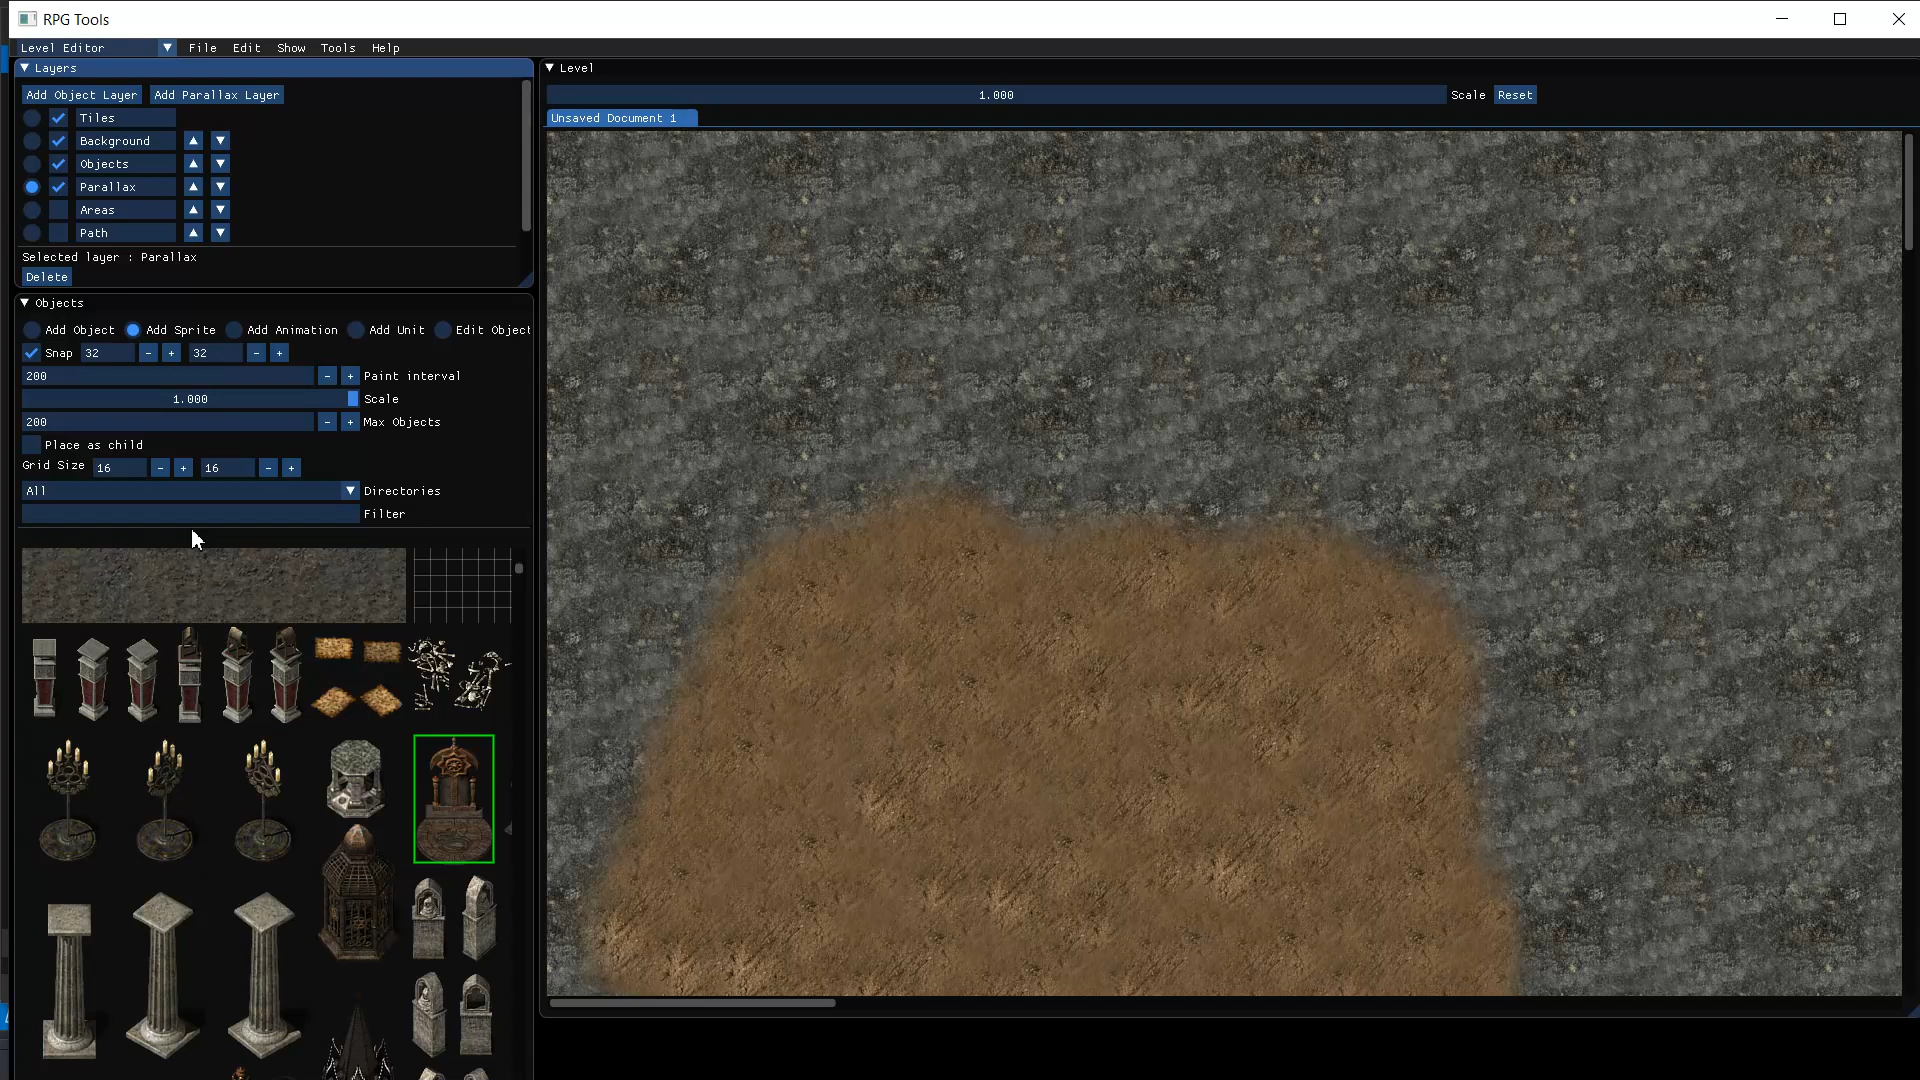 RPG Tools
Level Editor File Edit Show Tools Help
Layers
Add Object Layer Add Parallax Layer
Tiles
Background
Objects
Parallax
Areas
Path
Selected layer : Parallax
Delete
Objects
Add Object Add Sprite Add Animation Add Unit Edit Object
Snap 32 - + 32 - +
200 - + Paint interval
1.000 Scale
200 - + Max Objects
Place as child
Grid Size 16 - + 16 - +
All Directories
Filter
Level
1.000 Scale Reset
Unsaved Document 1